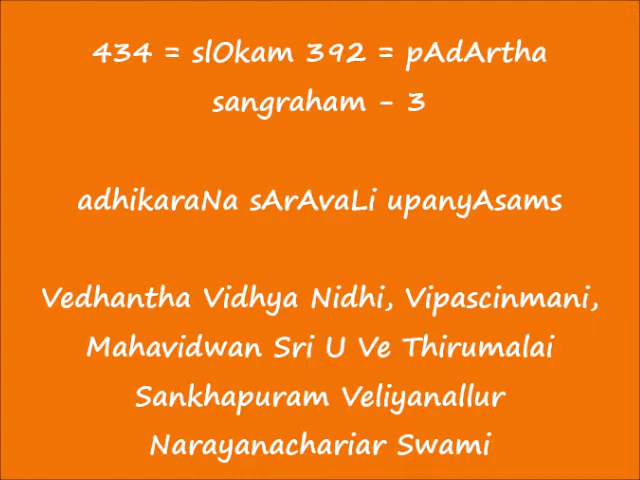 434 = slOkam 392 = pAdArtha
sangraham - 3
adhikaraNa sArAvaLi upanyAsams
Vedhantha Vidhya Nidhi, Vipascinmani,
Mahavidwan Sri U Ve Thirumalai
Sankhapuram Veliyanallur
Narayanachariar Swami